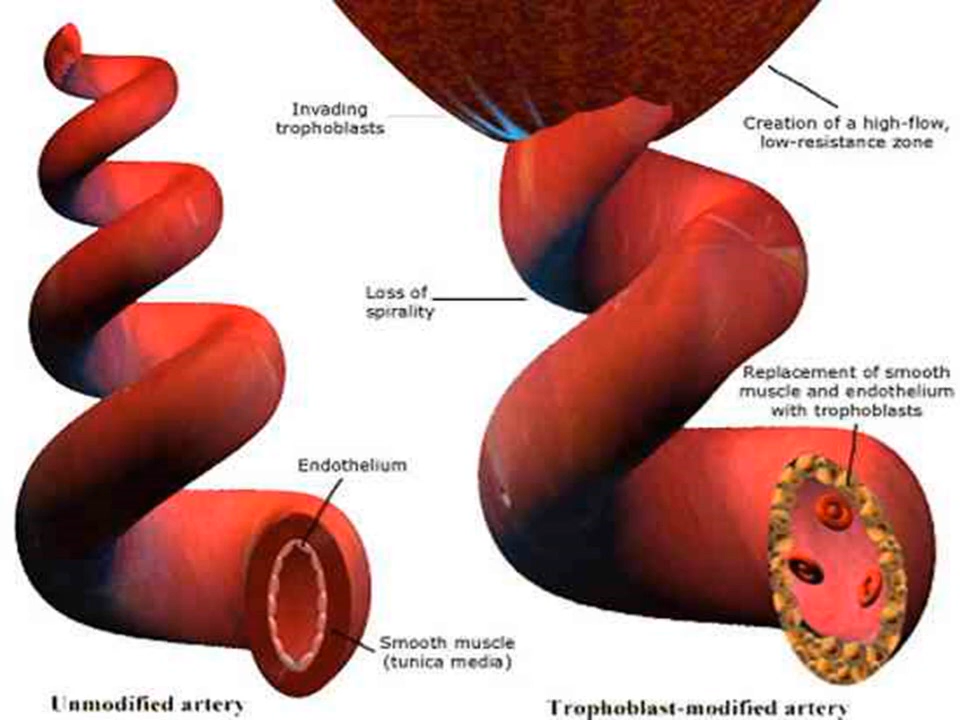 Invading
trophoblasts
Creation of a high-flow,
low-resistance zone
Loss of
spirality
Replacement of smooth
muscle and endothelium
with trophoblasts
Endothelium
Smooth muscle
(tunica media)
Unmodified artery
Trophoblast-modified artery